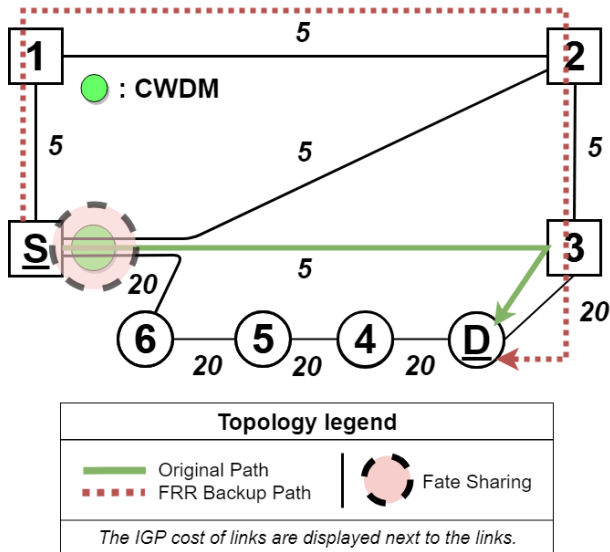 5
1
2
: CWDM
5
5
5
S
3
20
5
20
6
5
4
D
20
20
20
Topology legend
Original Path
FRR Backup Path
Fate Sharing
The IGP cost of links are displayed next to the links.